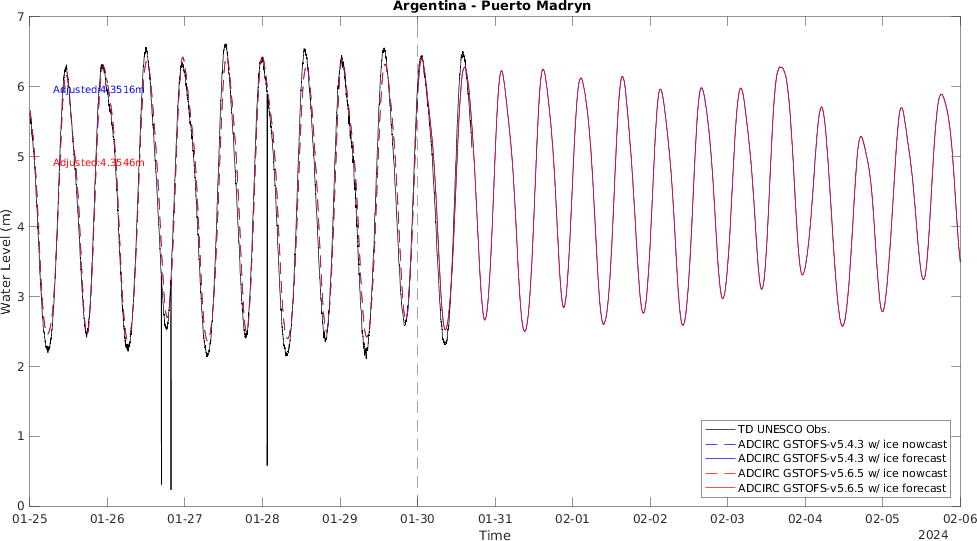 Argentina - Puerto Madryn
7
6
5
4
3
2
1
0
Water Level (m)
Adjusted:4.3516m
Adjusted:4.3546m
TD UNESCO Obs.
ADCIRC GSTOFS-v5.4.3 w/ ice nowcast
ADCIRC GSTOFS-v5.4.3 w/ ice forecast
ADCIRC GSTOFS-v5.6.5 w/ ice nowcast
ADCIRC GSTOFS-v5.6.5 w/ ice forecast
01-25 01-26 01-27 01-28 01-29 01-30 01-31 02-01 02-02 02-03 02-04 02-05 02-06
Time
2024